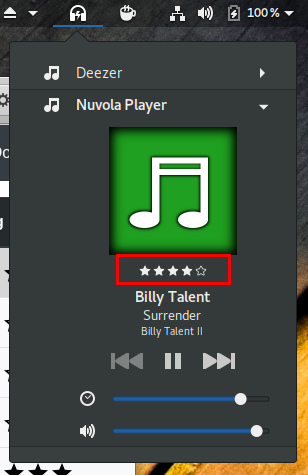 100 %
Deezer
Nuvola Player
Billy Talent
Surrender
Billy Talent II